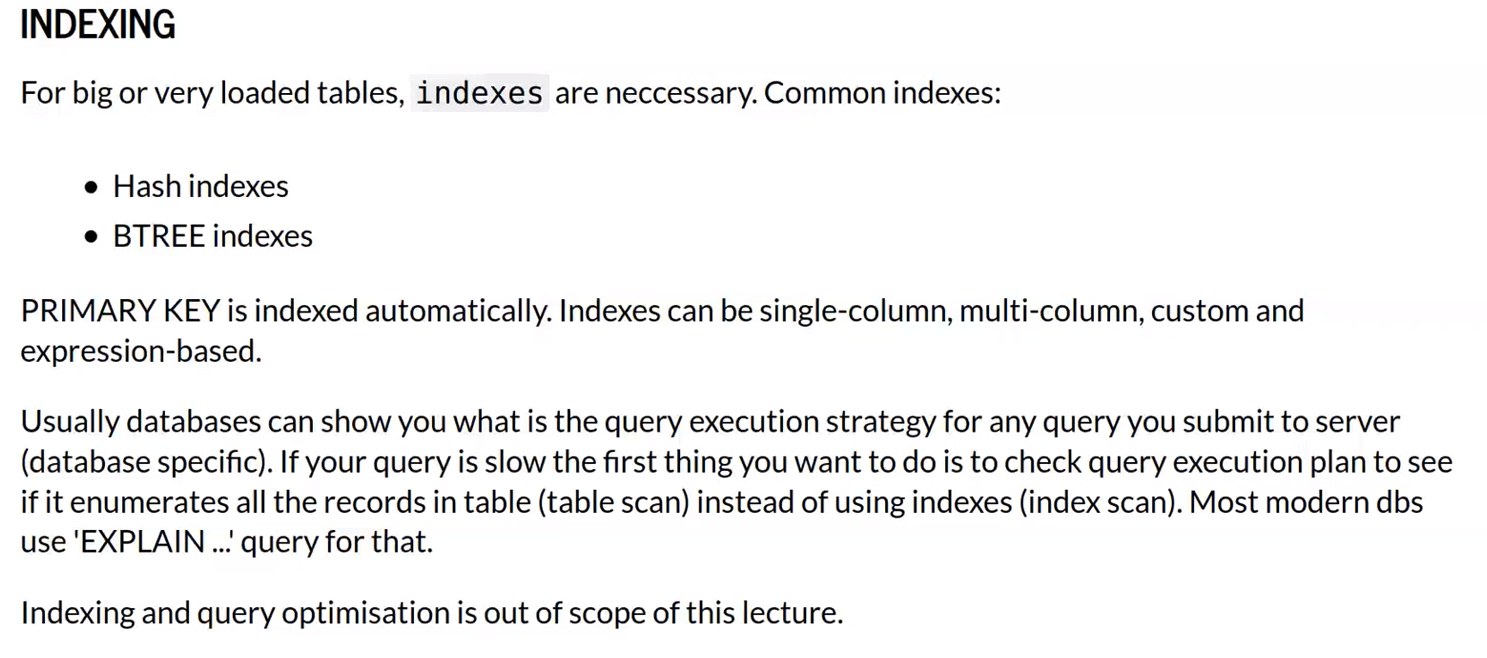 INDEXING
For big or very loaded tables, indexes are neccessary. Common indexes:
• Hash indexes
• BTREE indexes
PRIMARY KEY is indexed automatically. Indexes can be single-column, multi-column, custom and
expression-based.
Usually databases can show you what is the query execution strategy for any query you submit to server
(database specific). If your query is slow the first thing you want to do is to check query execution plan to see
if it enumerates all the records in table (table scan) instead of using indexes (index scan). Most modern dbs
use 'EXPLAIN ...' query for that.
Indexing and query optimisation is out of scope of this lecture.